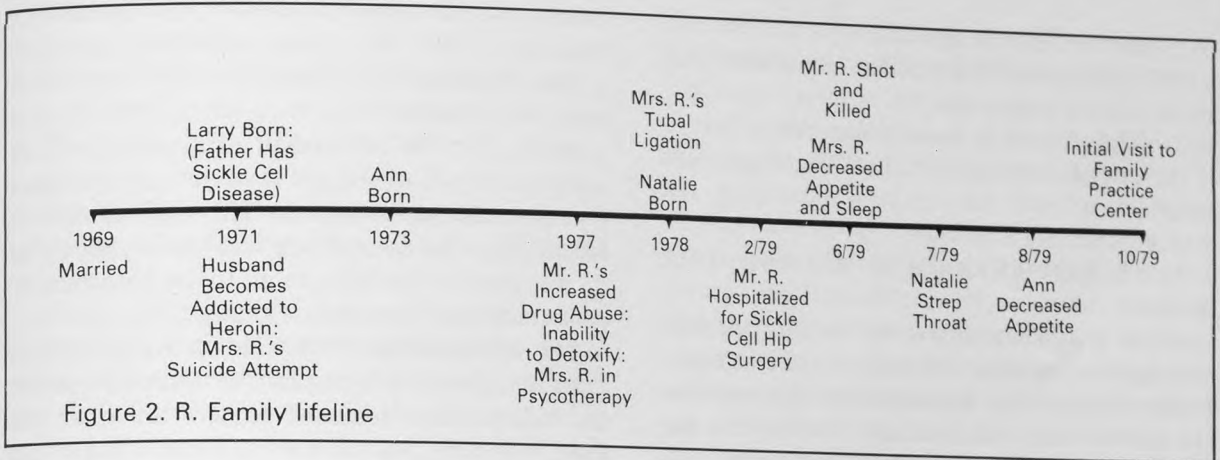 Larry Born:
(Father Has
Sickle Cell
Disease)
Ann
Born
Mrs. R.'s
Tubal
Ligation
Natalie
Born
Mr. R. Shot
and
Killed
Mrs. R.
Decreased
Appetite
and Sleep
Initial Visit to
Family
Practice
Center
1969
1971
1973
1977
1978
2/79
6/79
7/79
8/79
10/79
Married
Husband
Becomes
Addicted to
Heroin:
Mrs. R.'s
Suicide Attempt
Mr. R.'s
Increased
Drug Abuse:
Inability
to Detoxify:
Mrs. R. in
Psycotherapy
Mr. R.
Hospitalized
for Sickle
Cell Hip
Surgery
Natalie
Strep
Throat
Ann
Decreased
Appetite
Figure 2. R. Family lifeline